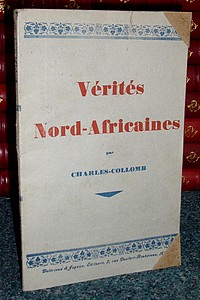 Vérités
Nord-Africaines
par
CHARLES-COLLOMB